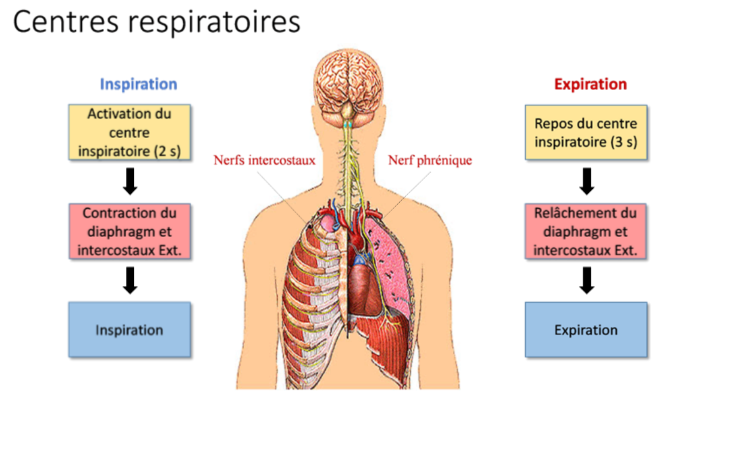 Centres respiratoires
Inspiration
Activation du
centre
inspiratoire (2 s)
Contraction du
diaphragm et
intercostaux Ext.
Inspiration
Nerfs intercostaux
Nerf phrénique
Expiration
Repos du centre
inspiratoire (3 s)
Relâchement du
diaphragm et
intercostaux Ext.
Expiration